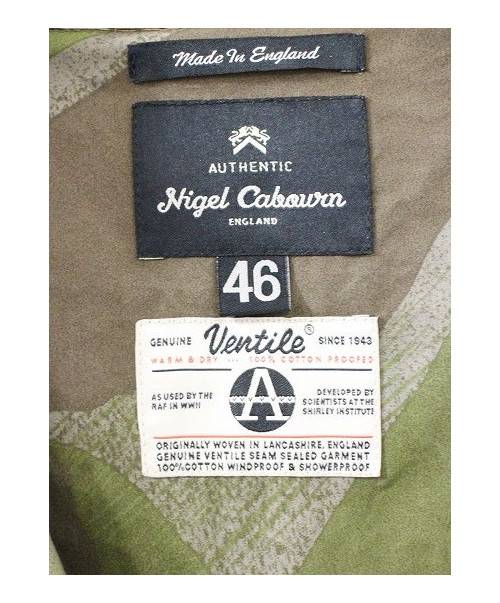 Made In England
AUTHENTIC
Nigel Cabourn
ENGLAND
46
GENUINE Ventile® SINCE 1943
WARM & DRY 100% COTTON PROOFED
A
AS USED BY THE
RAF IN WWII
DEVELOPED BY
SCIENTISTS AT THE
SHIRLEY INSTITUTE
ORIGINALLY WOVEN IN LANCASHIRE, ENGLAND
GENUINE VENTILE SEAM SEALED GARMENT
100% COTTON WINDPROOF & SHOWERPROOF